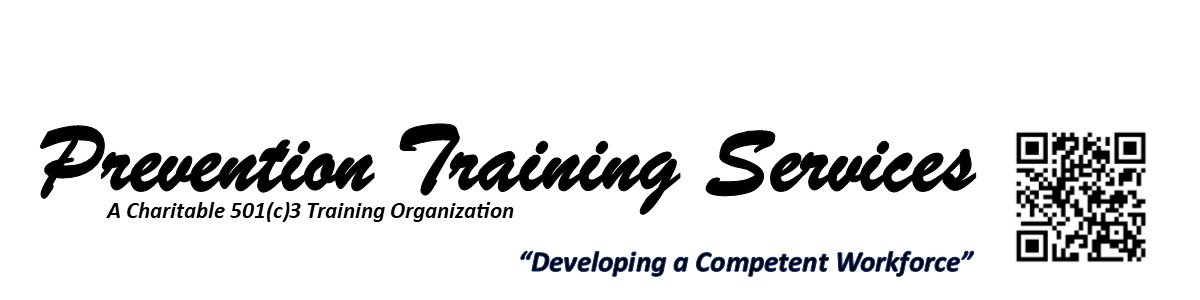 Prevention Training Services
A Charitable 501(c)3 Training Organization
“Developing a Competent Workforce”